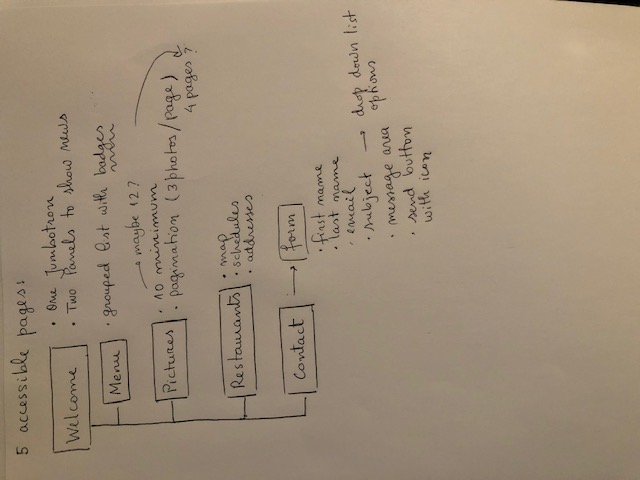 5 accessible pages:
Welcome
• One Jumbotron
• Two Panels to show news
Menu
• grouped list with badges
→ maybe 12?
Pictures
• 10 minimum
• pagination (3 photos/page)
4 pages?
Restaurants
• map
• schedules
• addresses
Contact → form
• first name
• last name
• email
• subject → drop down list
options
• message area
• send button
with icon